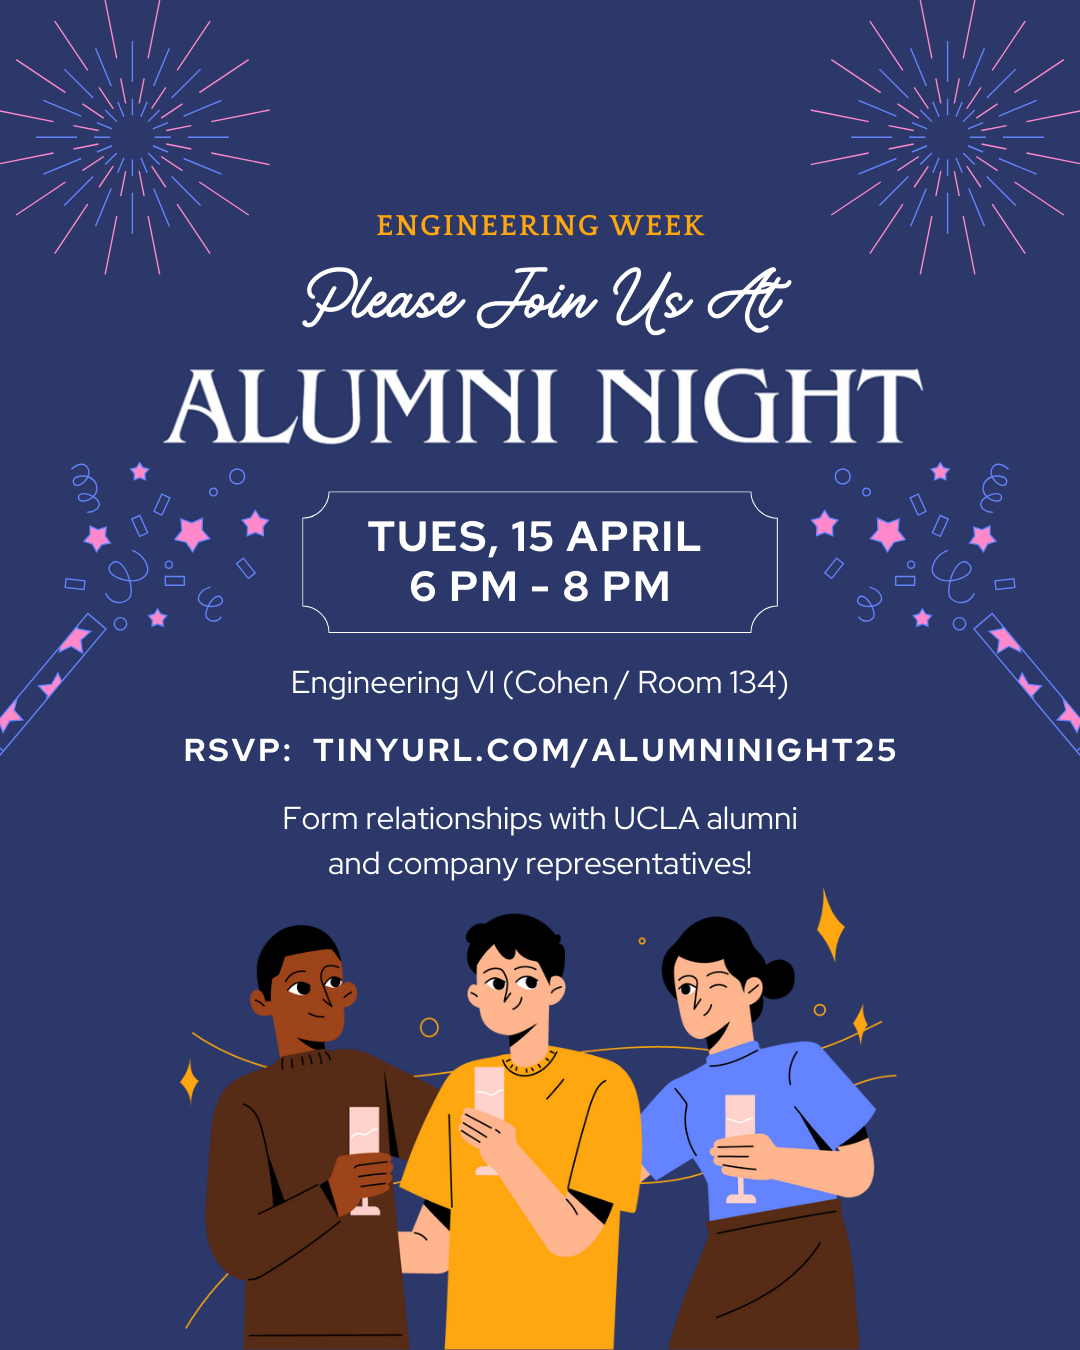 ENGINEERING WEEK
Please Join Us At
ALUMNI NIGHT
TUES, 15 APRIL
6 PM - 8 PM
Engineering VI (Cohen / Room 134)
RSVP: TINYURL.COM/ALUMNINIGHT25
Form relationships with UCLA alumni
and company representatives!